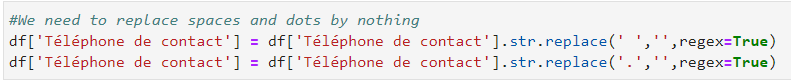 #We need to replace spaces and dots by nothing
df['Téléphone de contact'] = df['Téléphone de contact'].str.replace(' ','',regex=True)
df['Téléphone de contact'] = df['Téléphone de contact'].str.replace('.','',regex=True)